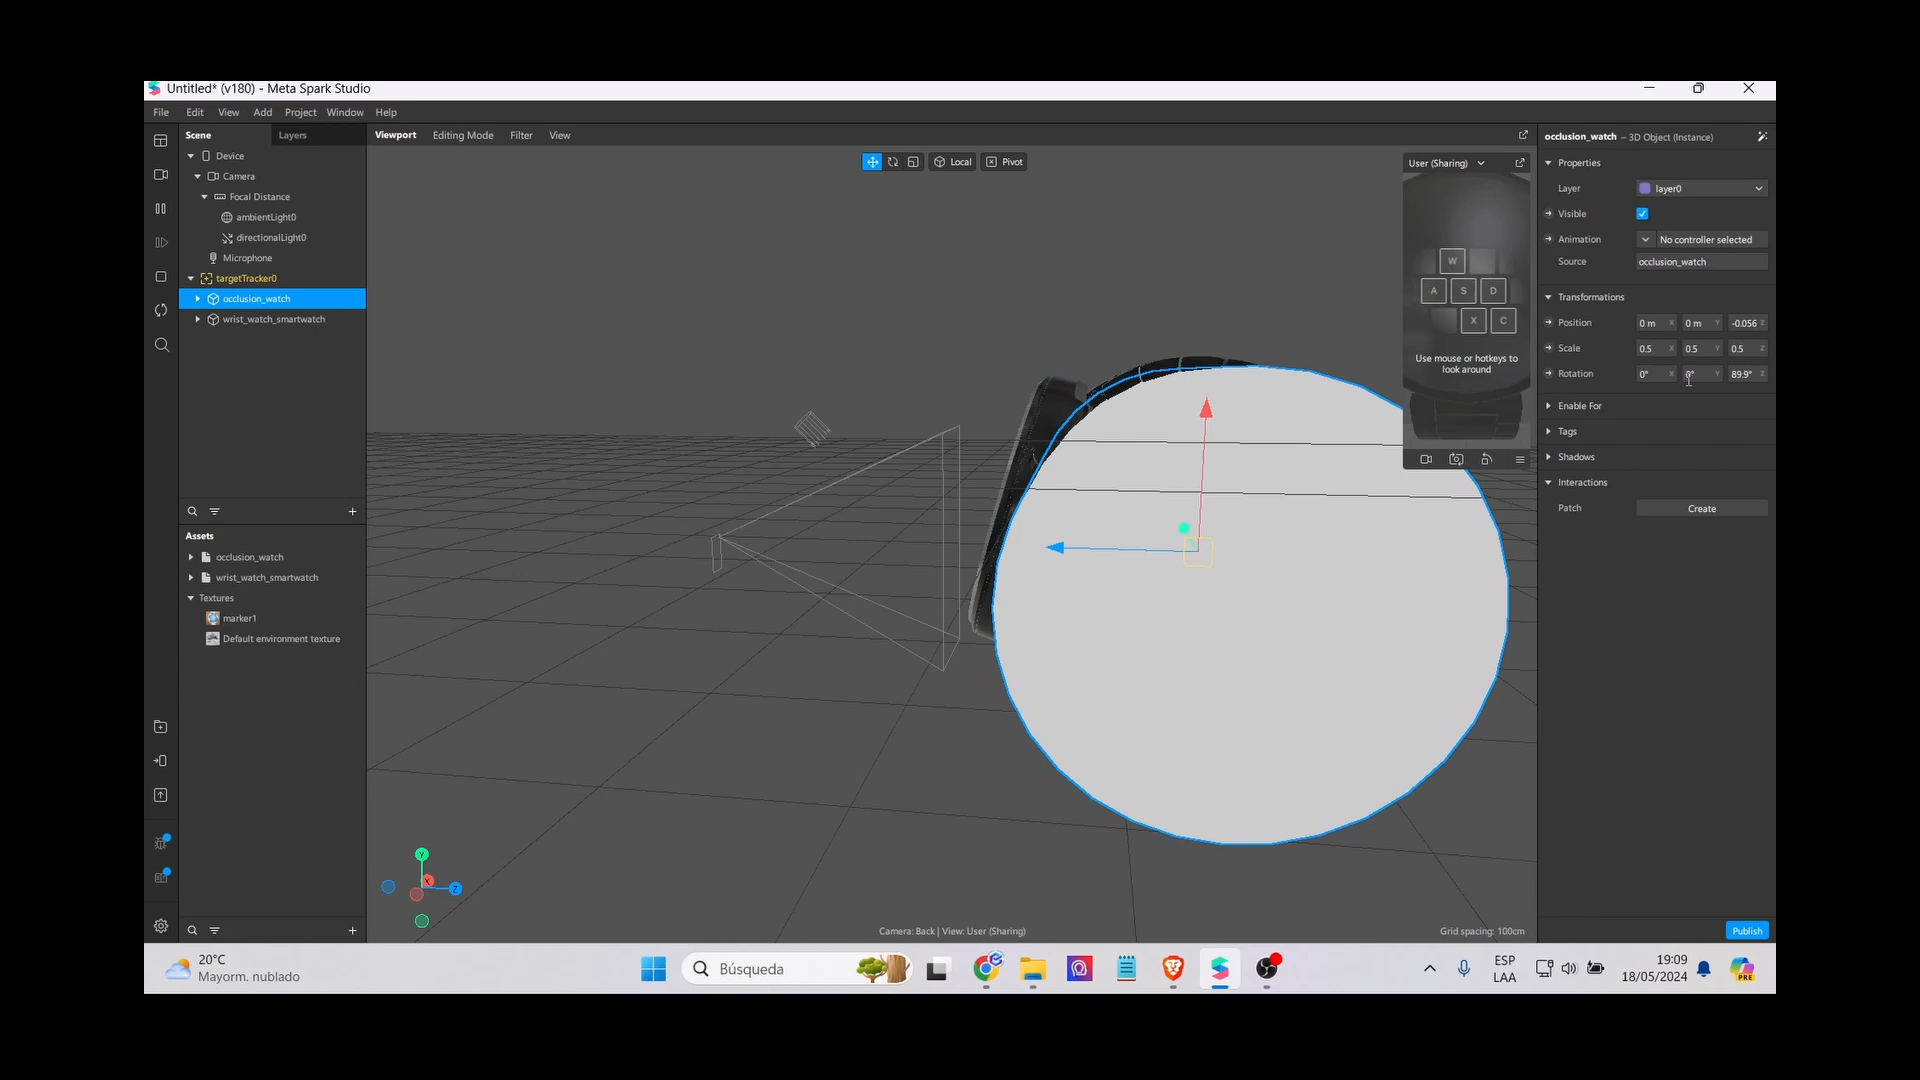 Untitled* (v180) - Meta Spark Studio
File Edit View Add Project Window Help
Scene Layers
Device
Camera
Focal Distance
ambientLight0
directionalLight0
Microphone
targetTracker0
occlusion_watch
wrist_watch_smartwatch
Assets
occlusion_watch
wrist_watch_smartwatch
Textures
marker1
Default environment texture
Viewport Editing Mode Filter View
Local Pivot
User (Sharing)
W
A S D
X C
Use mouse or hotkeys to
look around
X
Y
Z
Camera: Back | View: User (Sharing)
Grid spacing: 100cm
occlusion_watch – 3D Object (Instance)
Properties
Layer layer0
Visible
Animation No controller selected
Source occlusion_watch
Transformations
Position 0 m X 0 m Y -0.056 Z
Scale 0.5 X 0.5 Y 0.5 Z
Rotation 0° X 0° Y 89.9° Z
Enable For
Tags
Shadows
Interactions
Patch Create
Publish
20°C
Mayorm. nublado
Búsqueda
ESP
LAA
19:09
18/05/2024
PRE